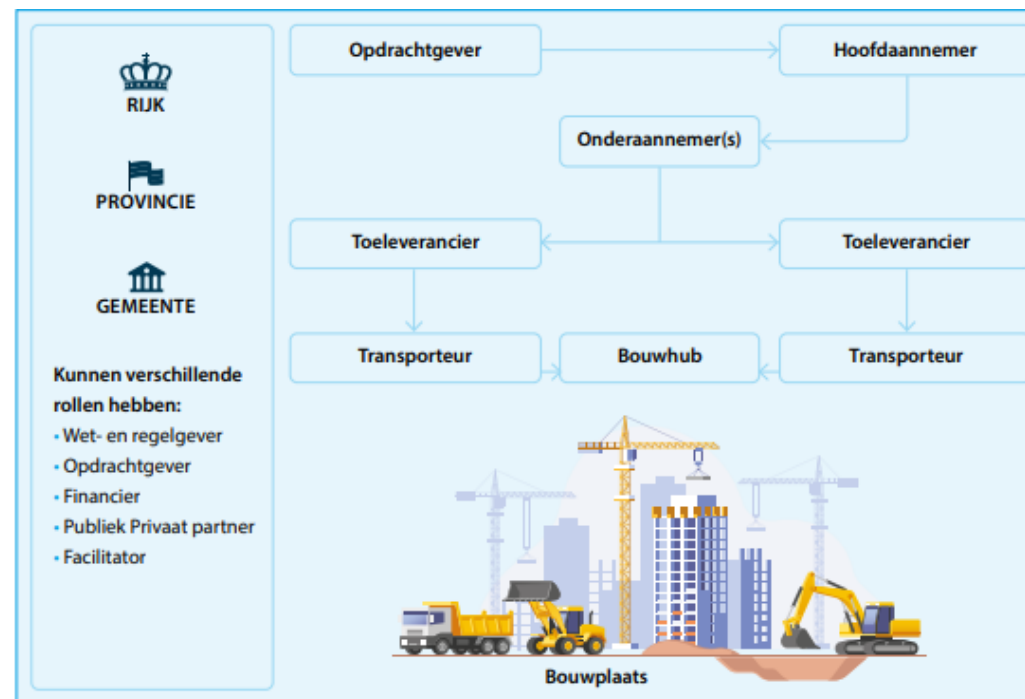 RIJK
PROVINCIE
GEMEENTE
Kunnen verschillende
rollen hebben:
• Wet- en regelgever
• Opdrachtgever
• Financier
• Publiek Privaat partner
• Facilitator
Opdrachtgever
Hoofdaannemer
Onderaannemer(s)
Toeleverancier
Toeleverancier
Transporteur
Bouwhub
Transporteur
Bouwplaats